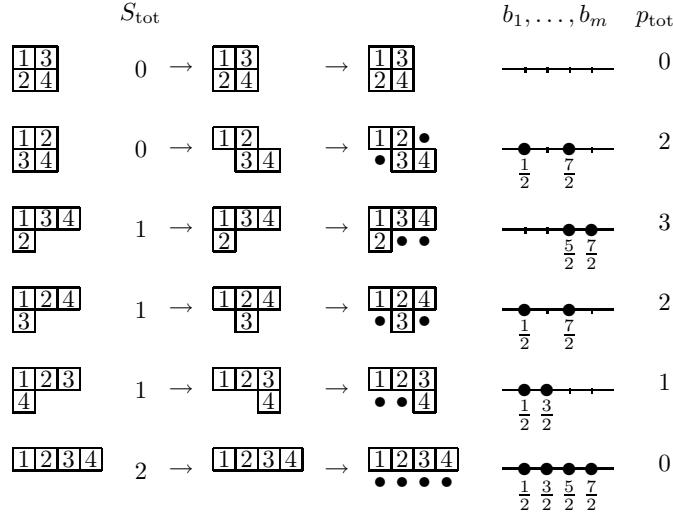 S_tot b_1, . . . , b_m p_tot
1 3 1 3 1 3
0 → → 0
2 4 2 4 2 4
1 2 1 2 1 2 •
0 → → 2
3 4 3 4 • 3 4
1/2 7/2
1 3 4 1 3 4 1 3 4
1 → → 3
2 2 2 • •
5/2 7/2
1 2 4 1 2 4 1 2 4
1 → → 2
3 3 • 3 •
1/2 7/2
1 2 3 1 2 3 1 2 3
1 → → 1
4 4 • • 4
1/2 3/2
1 2 3 4 2 → 1 2 3 4 → 1 2 3 4 0
• • • •
1/2 3/2 5/2 7/2